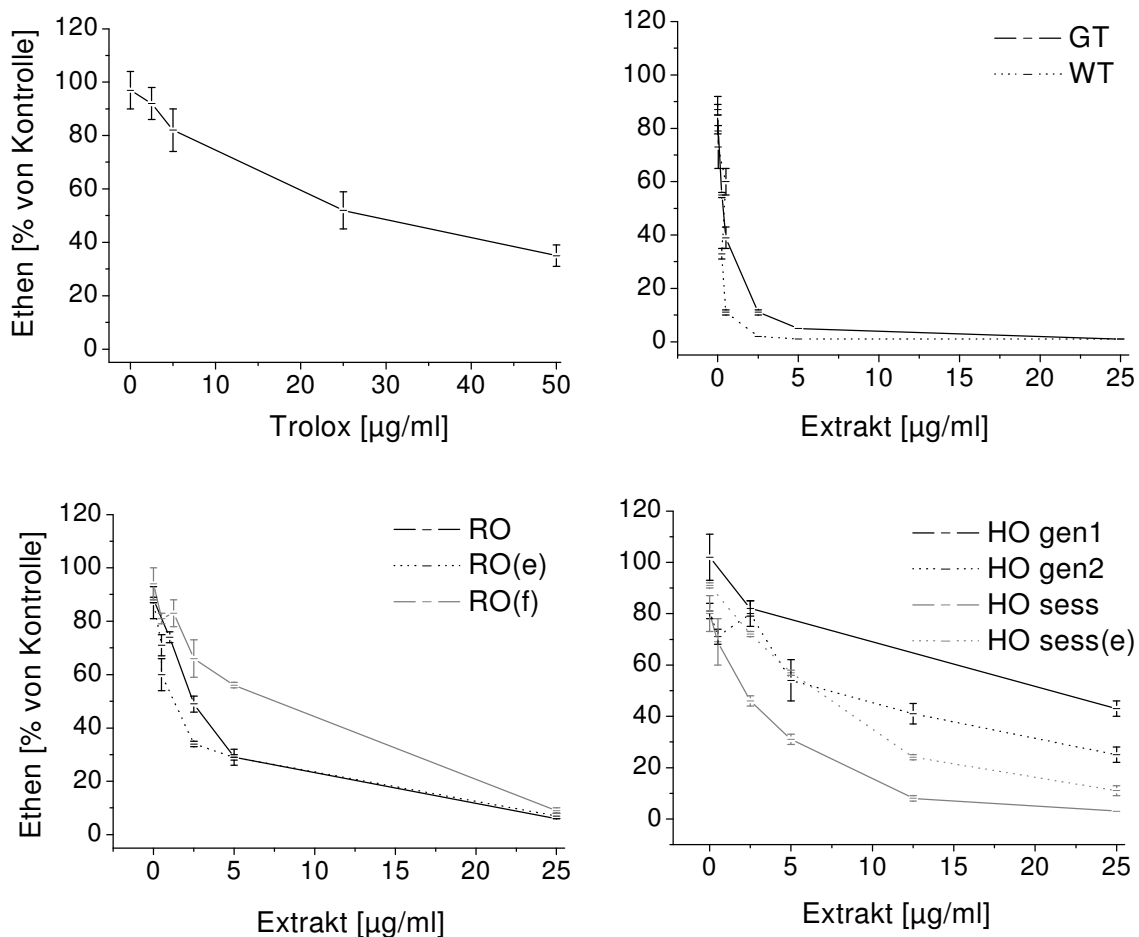 120
100
80
60
40
20
0
Ethen [% von Kontrolle]
0 10 20 30 40 50
Trolox [µg/ml]
120
100
80
60
40
20
0
GT
WT
0 5 10 15 20 25
Extrakt [µg/ml]
120
100
80
60
40
20
0
Ethen [% von Kontrolle]
RO
RO(e)
RO(f)
0 5 10 15 20 25
Extrakt [µg/ml]
120
100
80
60
40
20
0
HO gen1
HO gen2
HO sess
HO sess(e)
0 5 10 15 20 25
Extrakt [µg/ml]